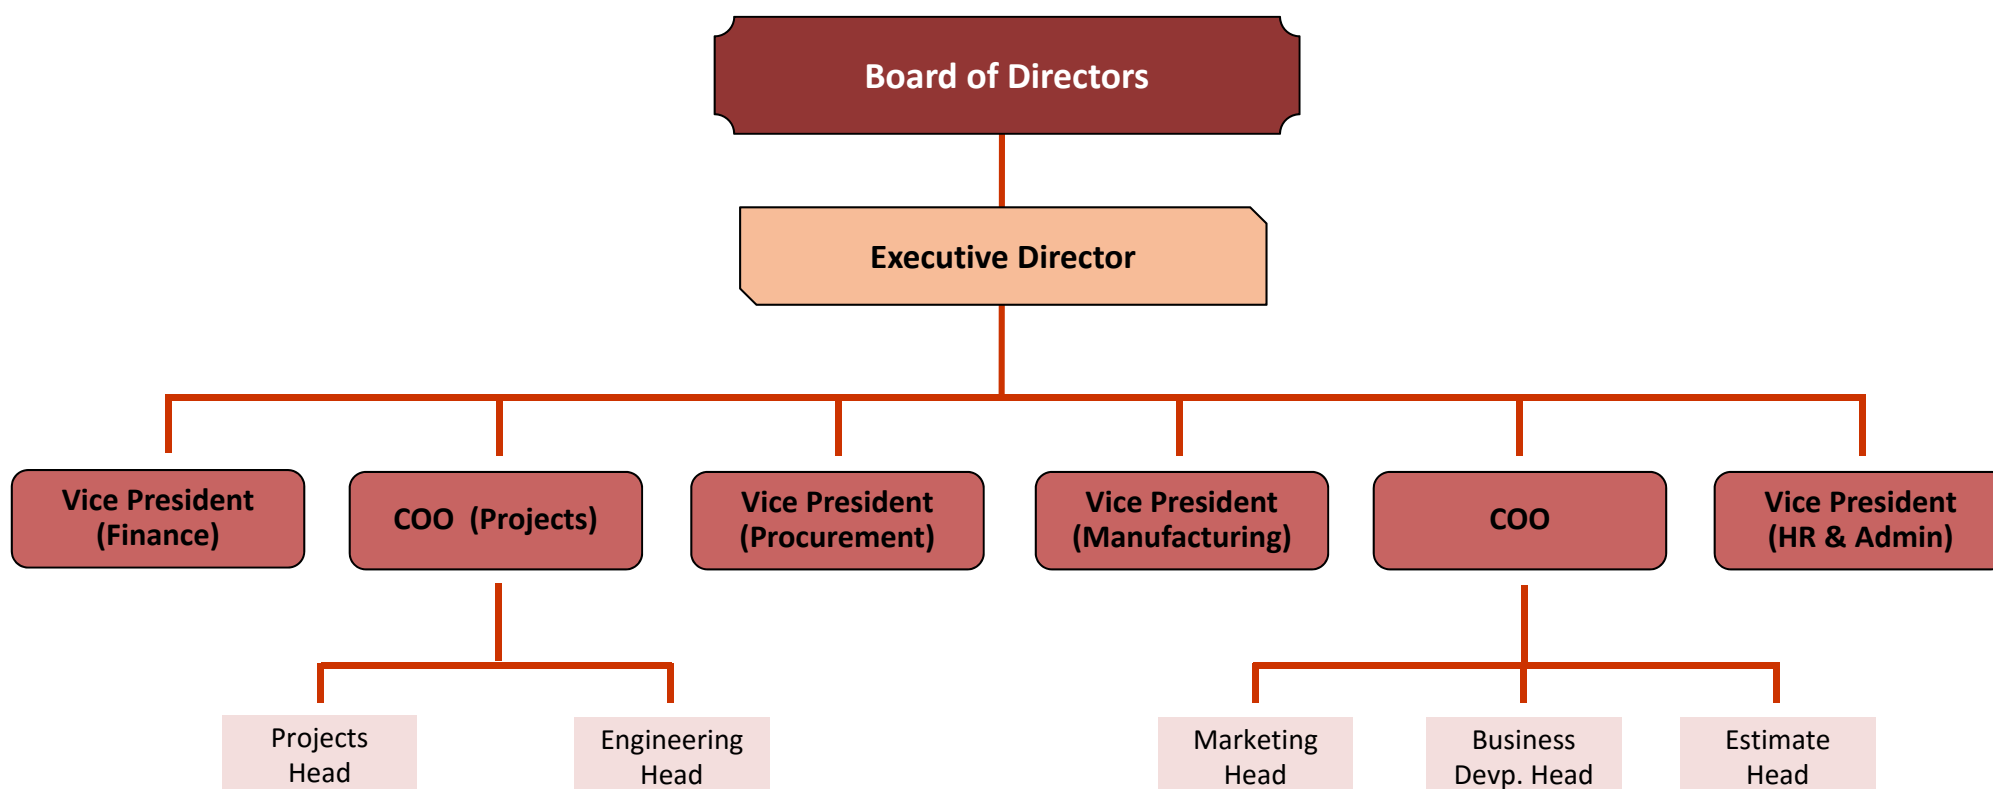 Board of Directors
Executive Director
Vice President
(Finance)
COO  (Projects)
Vice President
(Procurement)
Vice President
(Manufacturing)
COO
Vice President
(HR & Admin)
Projects
Head
Engineering
Head
Marketing
Head
Business
Devp. Head
Estimate
Head